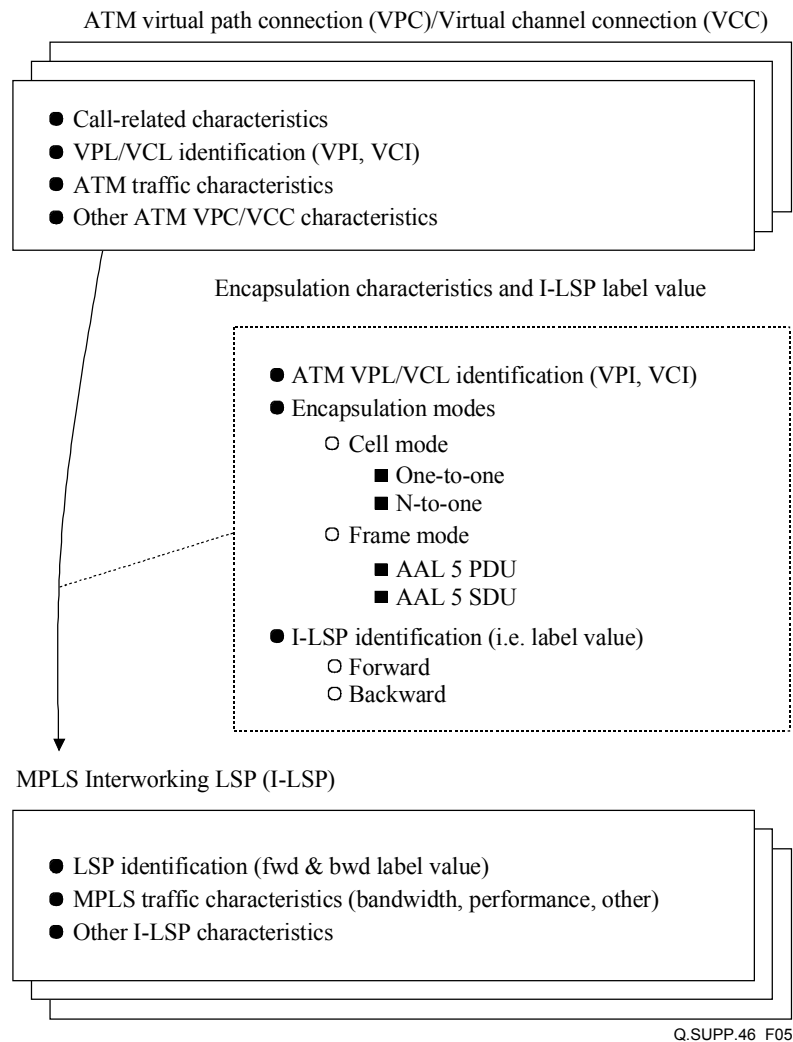 ATM virtual path connection (VPC)/Virtual channel connection (VCC)
● Call-related characteristics
● VPL/VCL identification (VPI, VCI)
● ATM traffic characteristics
● Other ATM VPC/VCC characteristics
Encapsulation characteristics and I-LSP label value
● ATM VPL/VCL identification (VPI, VCI)
● Encapsulation modes
○ Cell mode
■ One-to-one
■ N-to-one
○ Frame mode
■ AAL 5 PDU
■ AAL 5 SDU
● I-LSP identification (i.e. label value)
○ Forward
○ Backward
MPLS Interworking LSP (I-LSP)
● LSP identification (fwd & bwd label value)
● MPLS traffic characteristics (bandwidth, performance, other)
● Other I-LSP characteristics
Q.SUPP.46_F05